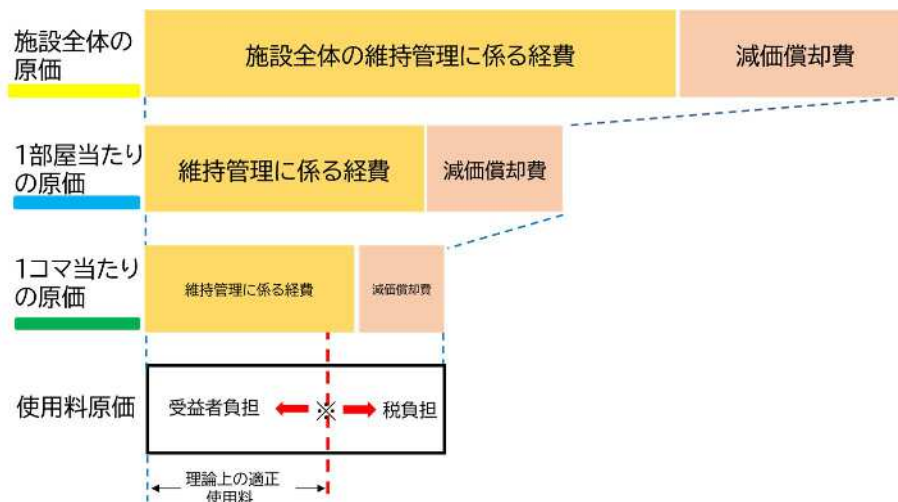 施設全体の
原価
施設全体の維持管理に係る経費
減価償却費
1部屋当たり
の原価
維持管理に係る経費
減価償却費
1コマ当たり
の原価
維持管理に係る経費
減価償却費
使用料原価
受益者負担
※
税負担
理論上の適正
使用料